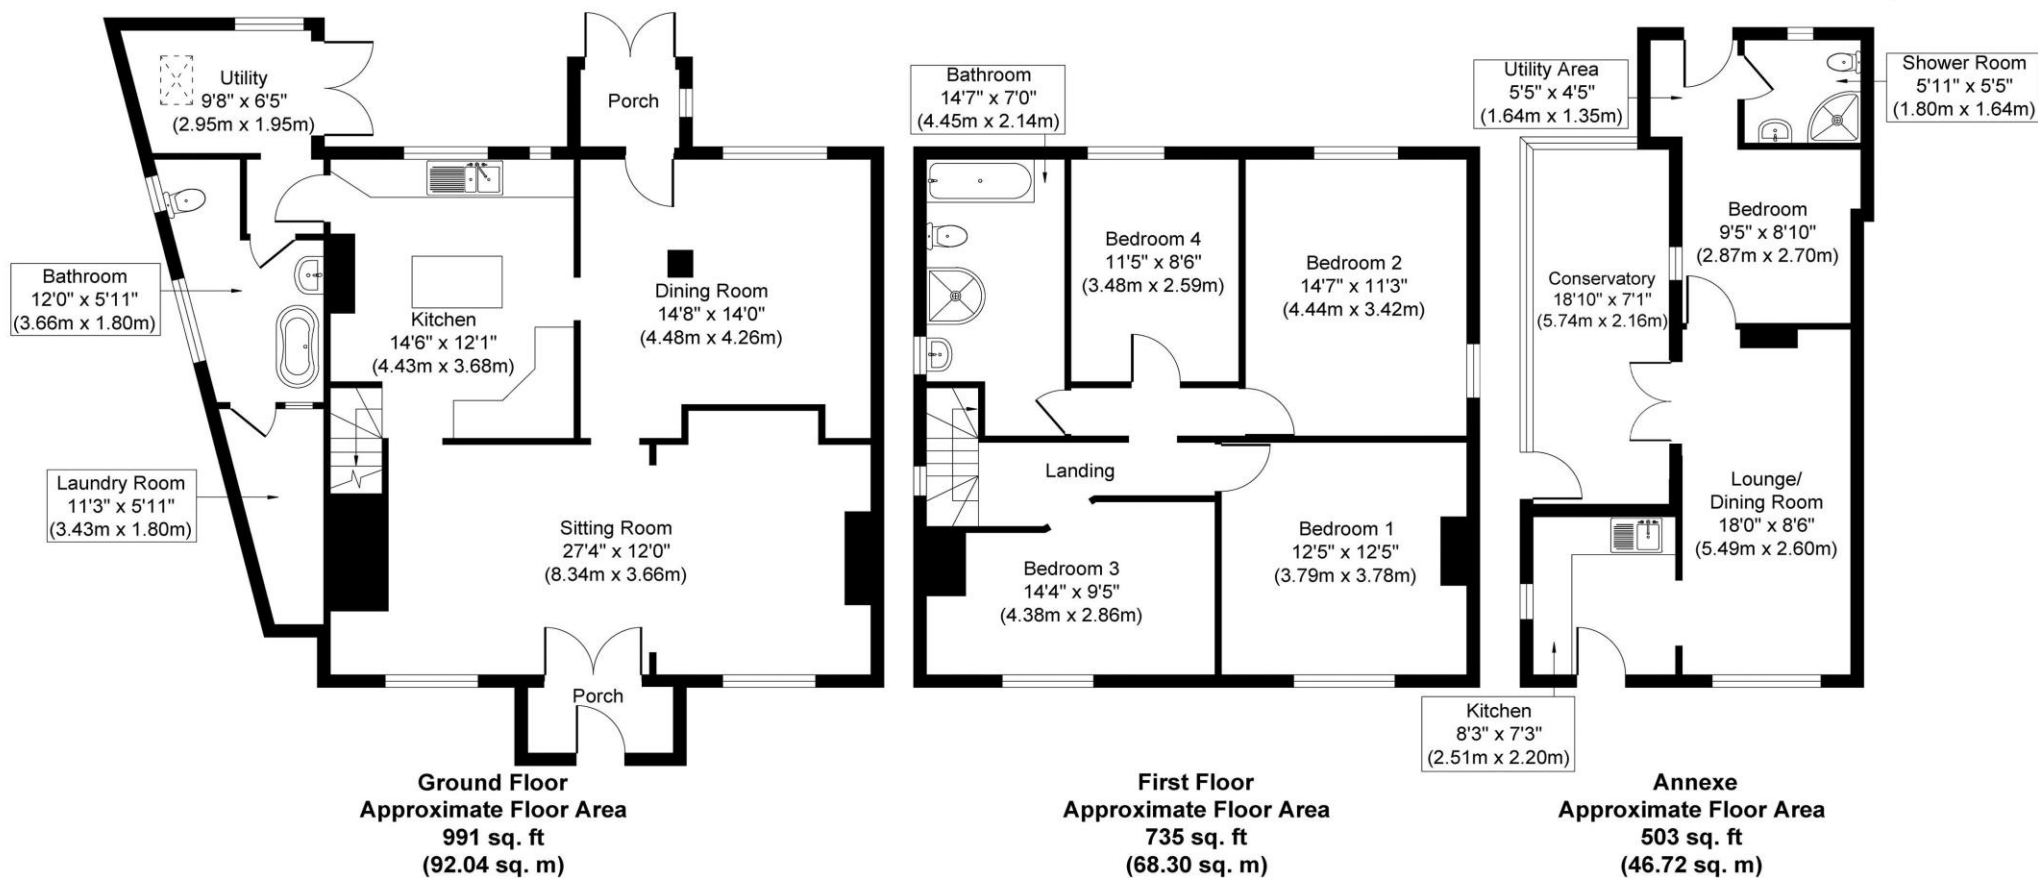 Utility
9'8" x 6'5"
(2.95m x 1.95m)
Porch
Bathroom
12'0" x 5'11"
(3.66m x 1.80m)
Kitchen
14'6" x 12'1"
(4.43m x 3.68m)
Dining Room
14'8" x 14'0"
(4.48m x 4.26m)
Laundry Room
11'3" x 5'11"
(3.43m x 1.80m)
Sitting Room
27'4" x 12'0"
(8.34m x 3.66m)
Porch
Ground Floor
Approximate Floor Area
991 sq. ft
(92.04 sq. m)
Bathroom
14'7" x 7'0"
(4.45m x 2.14m)
Bedroom 4
11'5" x 8'6"
(3.48m x 2.59m)
Bedroom 2
14'7" x 11'3"
(4.44m x 3.42m)
Landing
Bedroom 3
14'4" x 9'5"
(4.38m x 2.86m)
Bedroom 1
12'5" x 12'5"
(3.79m x 3.78m)
First Floor
Approximate Floor Area
735 sq. ft
(68.30 sq. m)
Utility Area
5'5" x 4'5"
(1.64m x 1.35m)
Shower Room
5'11" x 5'5"
(1.80m x 1.64m)
Bedroom
9'5" x 8'10"
(2.87m x 2.70m)
Conservatory
18'10" x 7'1"
(5.74m x 2.16m)
Lounge/
Dining Room
18'0" x 8'6"
(5.49m x 2.60m)
Kitchen
8'3" x 7'3"
(2.51m x 2.20m)
Annexe
Approximate Floor Area
503 sq. ft
(46.72 sq. m)